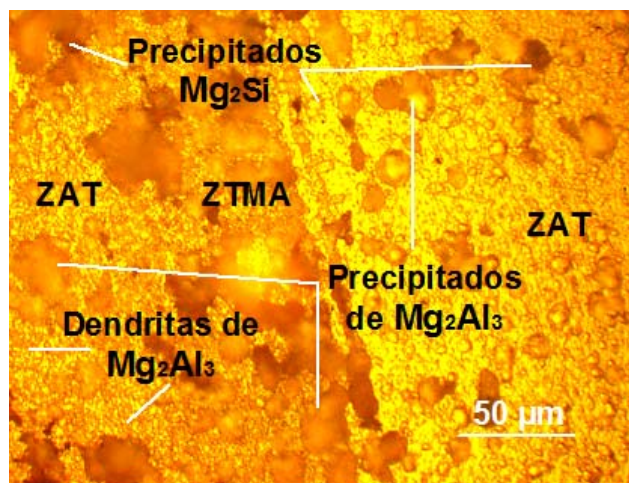 Precipitados
Mg₂Si
ZAT
ZTMA
ZAT
Precipitados
de Mg₂Al₃
Dendritas de
Mg₂Al₃
50 µm